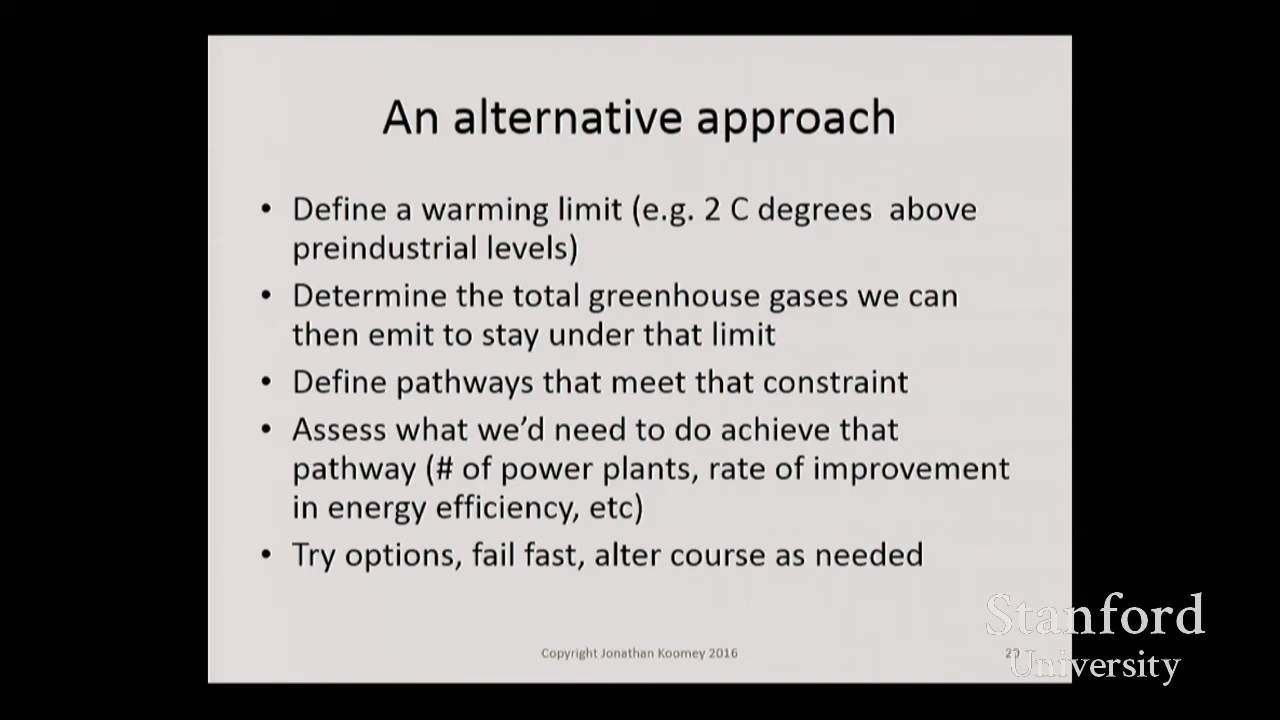 An alternative approach
• Define a warming limit (e.g. 2 C degrees  above
preindustrial levels)
• Determine the total greenhouse gases we can
then emit to stay under that limit
• Define pathways that meet that constraint
• Assess what we’d need to do achieve that
pathway (# of power plants, rate of improvement
in energy efficiency, etc)
• Try options, fail fast, alter course as needed
Copyright Jonathan Koomey 2016
Stanford
University